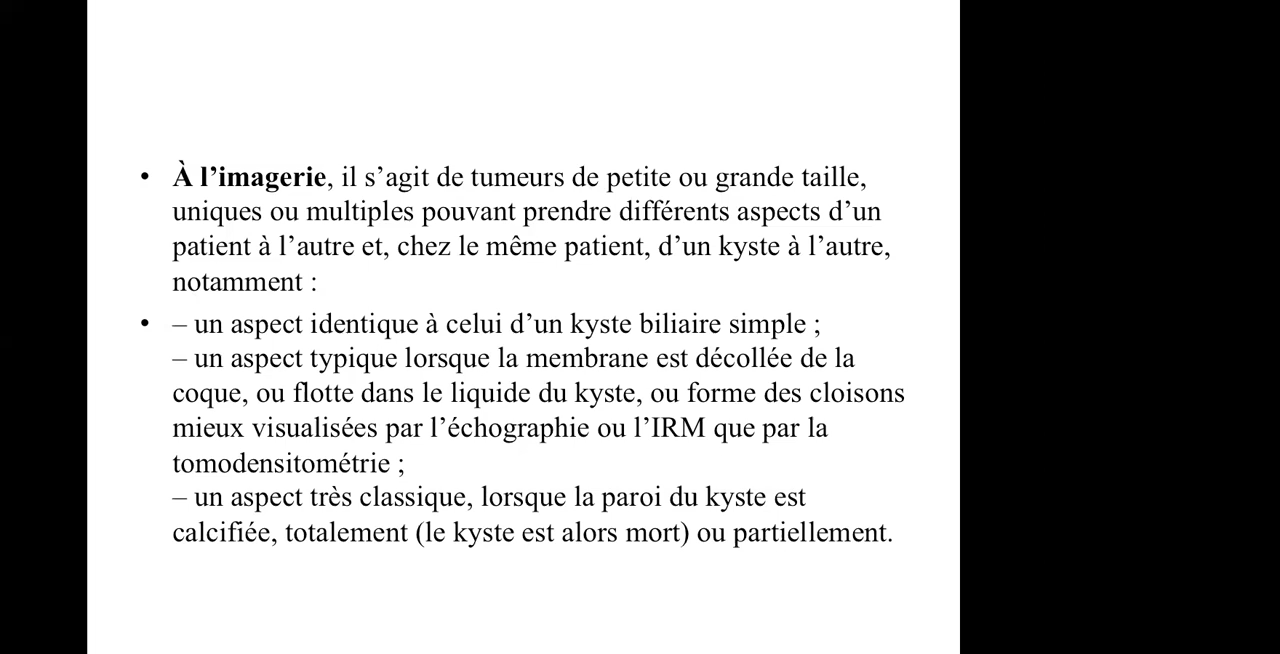 • À l’imagerie, il s’agit de tumeurs de petite ou grande taille,
uniques ou multiples pouvant prendre différents aspects d’un
patient à l’autre et, chez le même patient, d’un kyste à l’autre,
notamment :
• – un aspect identique à celui d’un kyste biliaire simple ;
– un aspect typique lorsque la membrane est décollée de la
coque, ou flotte dans le liquide du kyste, ou forme des cloisons
mieux visualisées par l’échographie ou l’IRM que par la
tomodensitométrie ;
– un aspect très classique, lorsque la paroi du kyste est
calcifiée, totalement (le kyste est alors mort) ou partiellement.